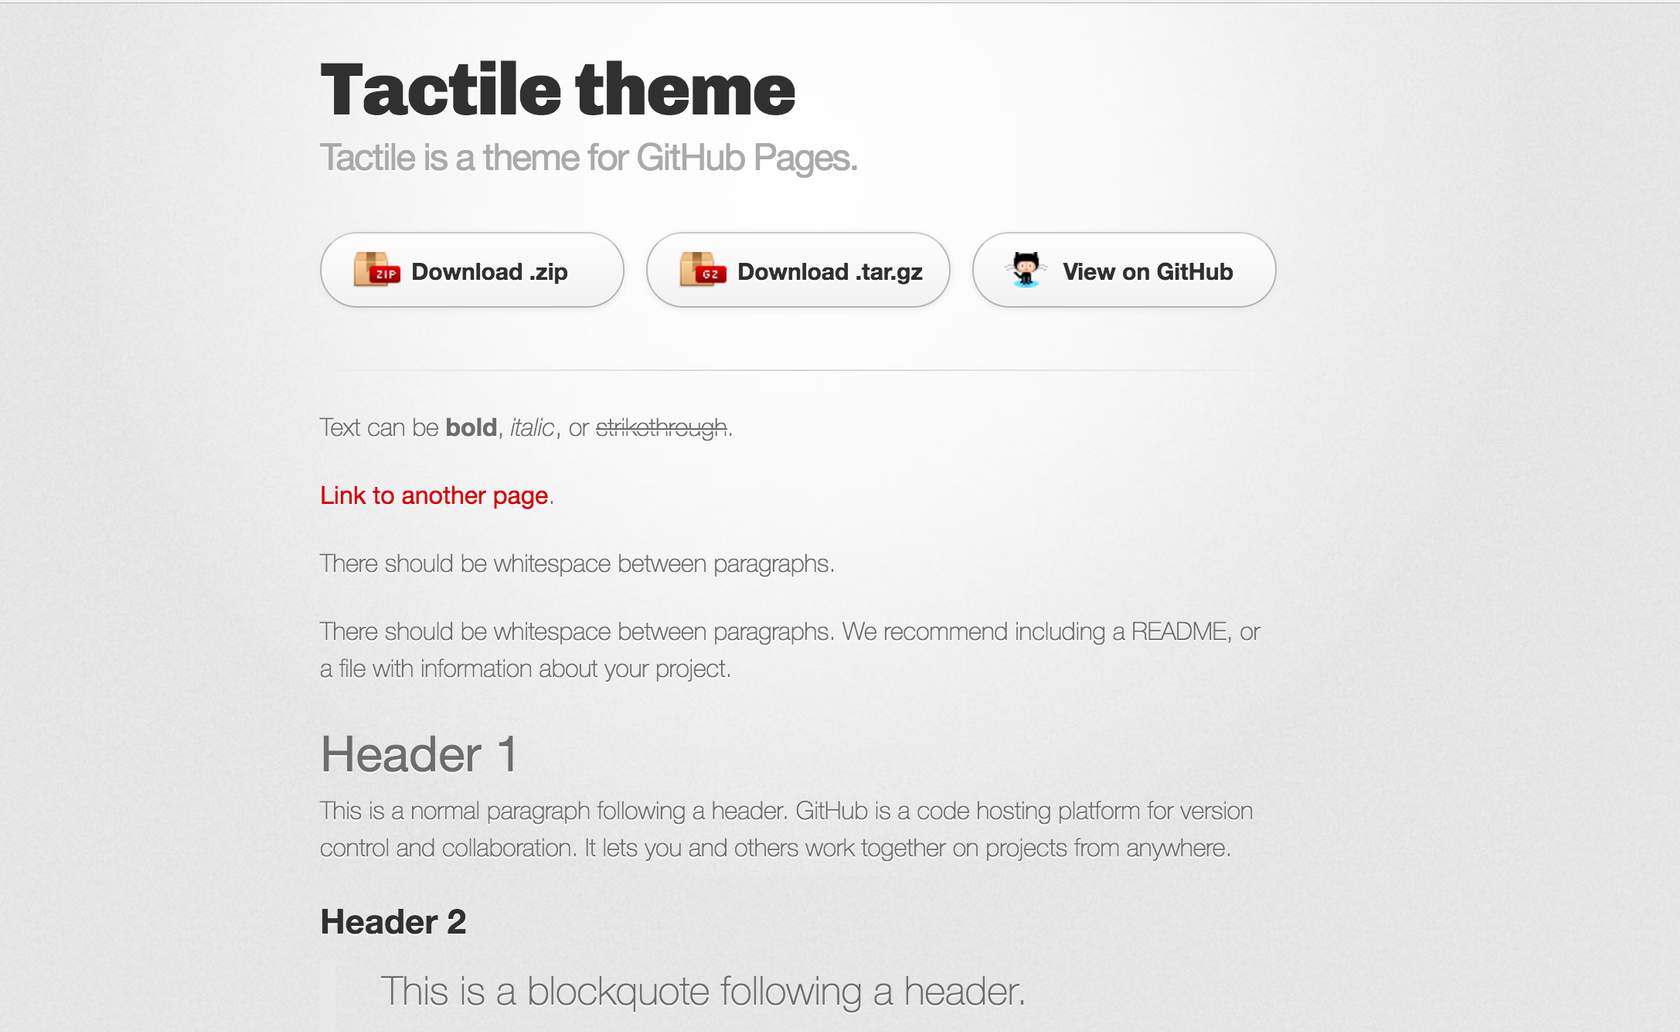 Tactile theme
Tactile is a theme for GitHub Pages.
ZIP Download .zip
GZ Download .tar.gz
View on GitHub
Text can be bold, italic, or strikethrough.
Link to another page.
There should be whitespace between paragraphs.
There should be whitespace between paragraphs. We recommend including a README, or
a file with information about your project.
Header 1
This is a normal paragraph following a header. GitHub is a code hosting platform for version
control and collaboration. It lets you and others work together on projects from anywhere.
Header 2
This is a blockquote following a header.